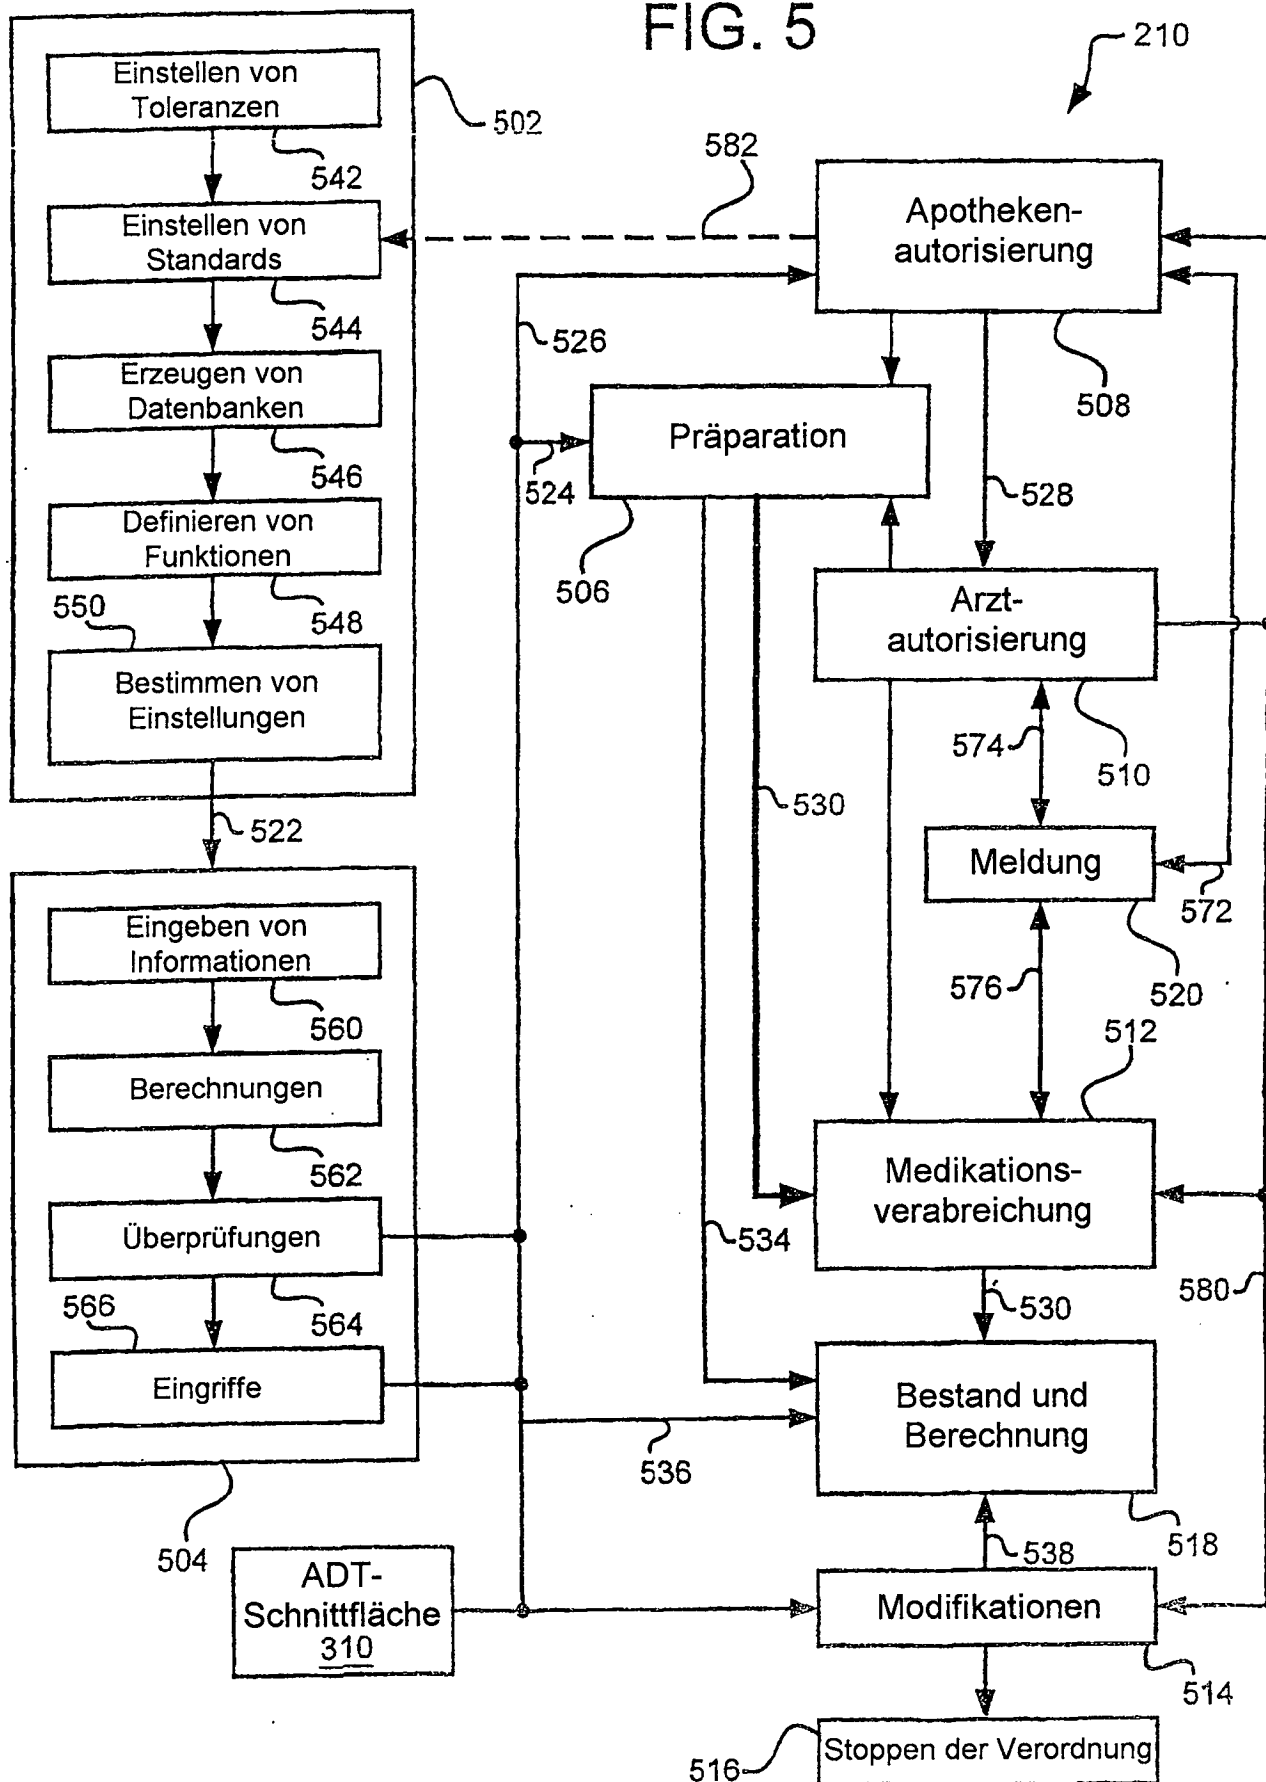 FIG. 5
210
Einstellen von
Toleranzen
502
542
582
Einstellen von
Standards
544
Apotheken-
autorisierung
526
508
Erzeugen von
Datenbanken
546
Präparation
524
506
528
Definieren von
Funktionen
548
550
Arzt-
autorisierung
510
Bestimmen von
Einstellungen
574
530
522
Meldung
572
520
576
Eingeben von
Informationen
560
512
Berechnungen
562
Medikations-
verabreichung
534
Überprüfungen
564
566
530
580
Eingriffe
Bestand und
Berechnung
536
518
504
538
ADT-
Schnittfläche
310
Modifikationen
514
516
Stoppen der Verordnung